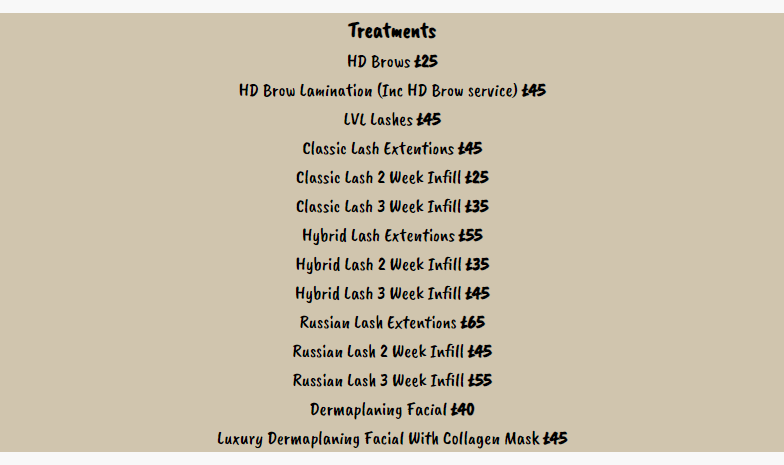 Treatments
HD Brows £25
HD Brow Lamination (Inc HD Brow service) £45
LVL Lashes £45
Classic Lash Extentions £45
Classic Lash 2 Week Infill £25
Classic Lash 3 Week Infill £35
Hybrid Lash Extentions £55
Hybrid Lash 2 Week Infill £35
Hybrid Lash 3 Week Infill £45
Russian Lash Extentions £65
Russian Lash 2 Week Infill £45
Russian Lash 3 Week Infill £55
Dermaplaning Facial £40
Luxury Dermaplaning Facial With Collagen Mask £45